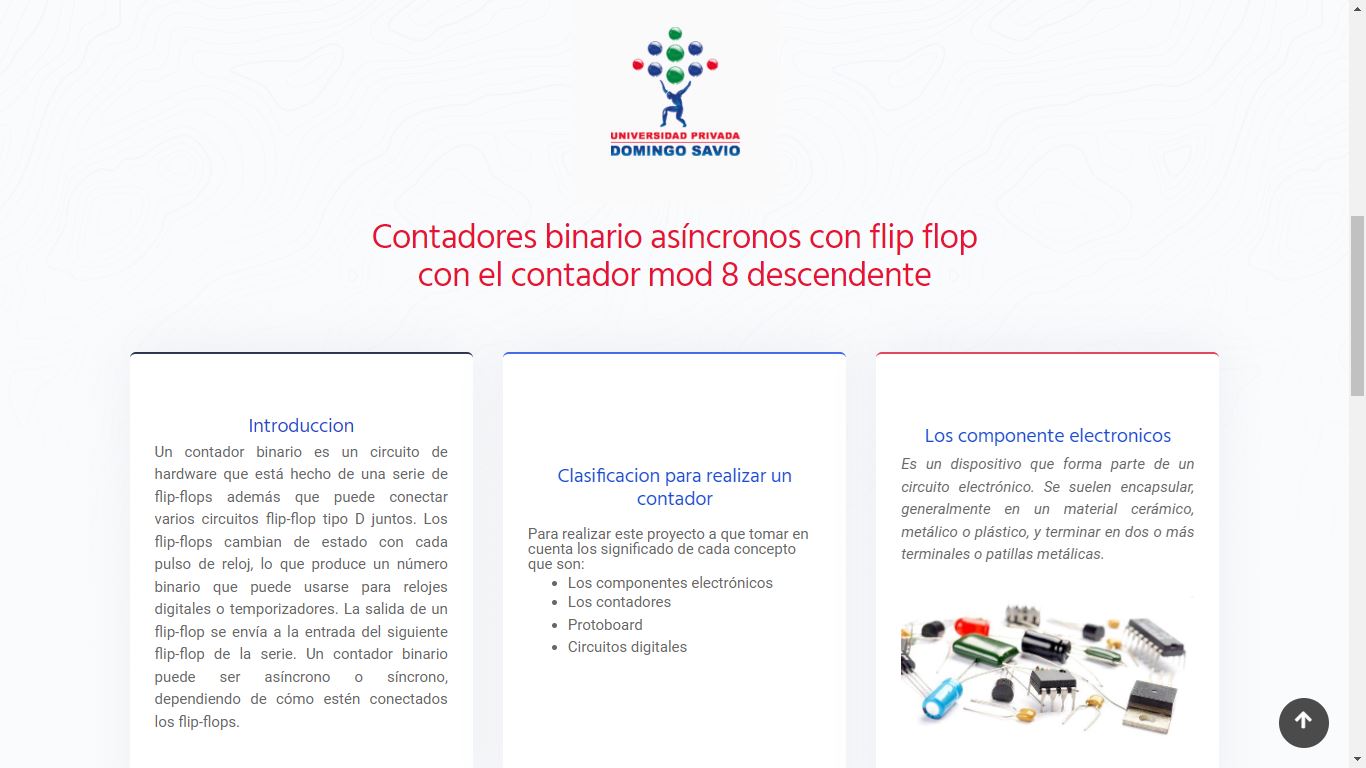 UNIVERSIDAD PRIVADA
DOMINGO SAVIO
Contadores binario asíncronos con flip flop
con el contador mod 8 descendente
Introduccion
Un contador binario es un circuito de
hardware que está hecho de una serie de
flip-flops además que puede conectar
varios circuitos flip-flop tipo D juntos. Los
flip-flops cambian de estado con cada
pulso de reloj, lo que produce un número
binario que puede usarse para relojes
digitales o temporizadores. La salida de un
flip-flop se envía a la entrada del siguiente
flip-flop de la serie. Un contador binario
puede ser asíncrono o síncrono,
dependiendo de cómo estén conectados
los flip-flops.
Clasificacion para realizar un
contador
Para realizar este proyecto a que tomar en
cuenta los significado de cada concepto
que son:
• Los componentes electrónicos
• Los contadores
• Protoboard
• Circuitos digitales
Los componente electronicos
Es un dispositivo que forma parte de un
circuito electrónico. Se suelen encapsular,
generalmente en un material cerámico,
metálico o plástico, y terminar en dos o más
terminales o patillas metálicas.